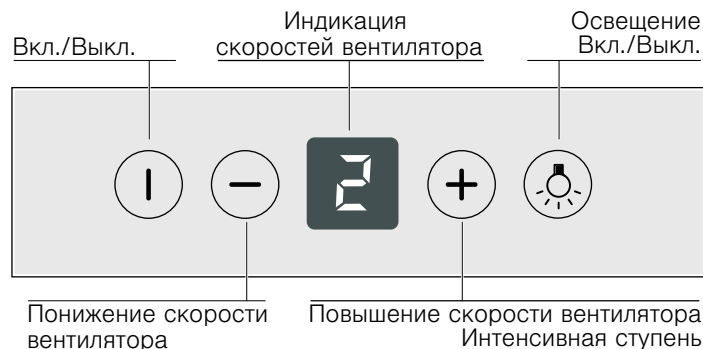 Вкл./Выкл.
Индикация
скоростей вентилятора
Освещение
Вкл./Выкл.
2
Понижение скорости
вентилятора
Повышение скорости вентилятора
Интенсивная ступень